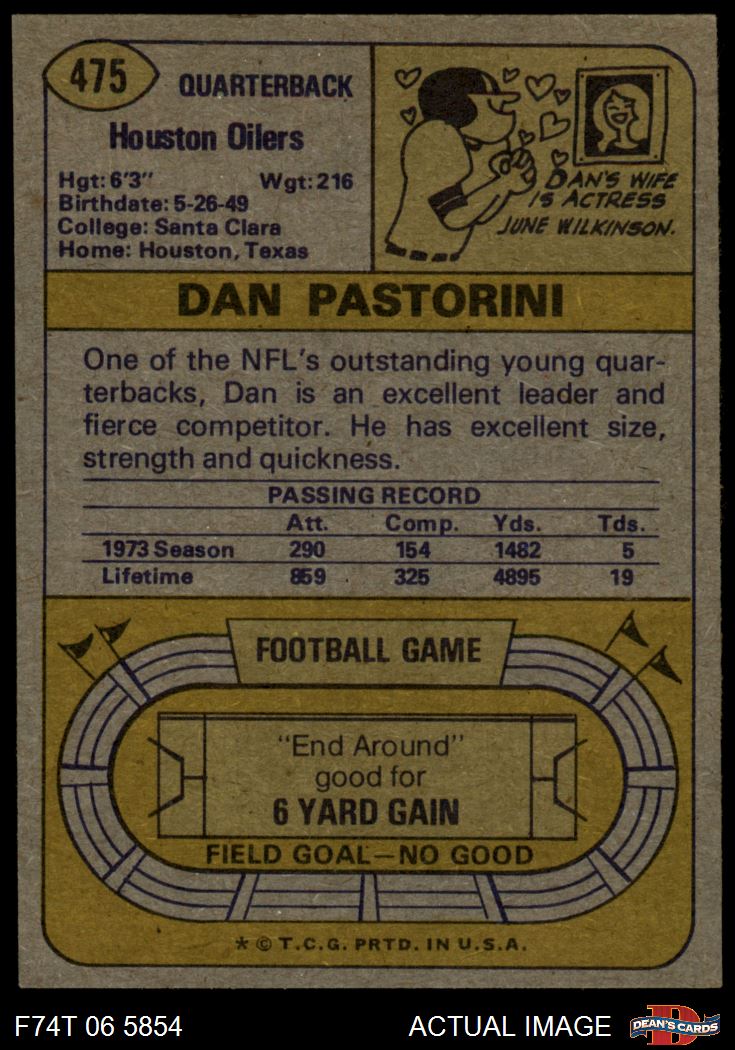 475
QUARTERBACK
Houston Oilers
Hgt: 6'3" Wgt: 216
Birthdate: 5-26-49
College: Santa Clara
Home: Houston, Texas
DAN'S WIFE
IS ACTRESS
JUNE WILKINSON.
DAN PASTORINI
One of the NFL's outstanding young quar-
terbacks, Dan is an excellent leader and
fierce competitor. He has excellent size,
strength and quickness.
PASSING RECORD
Att. Comp. Yds. Tds.
1973 Season 290 154 1482 5
Lifetime 859 325 4895 19
FOOTBALL GAME
"End Around"
good for
6 YARD GAIN
FIELD GOAL—NO GOOD
* © T.C.G. PRTD. IN U.S.A.
F74T 06 5854 ACTUAL IMAGE
D
DEAN'S CARDS